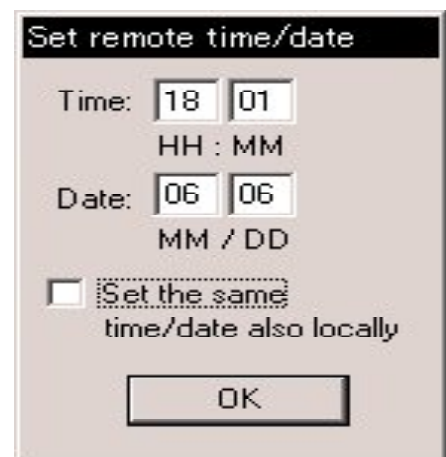 Set remote time/date
Time: 18 01
HH : MM
Date: 06 06
MM / DD
Set the same
time/date also locally
OK